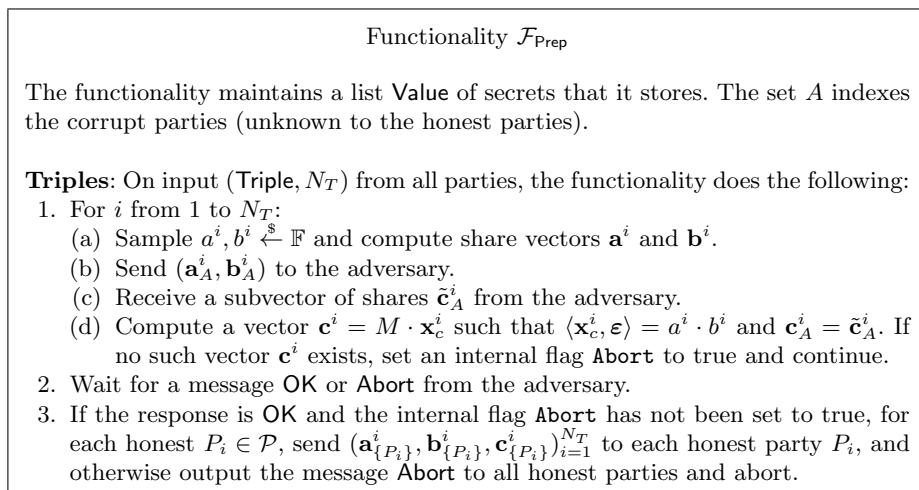 Functionality 𝓕_Prep
The functionality maintains a list Value of secrets that it stores. The set A indexes
the corrupt parties (unknown to the honest parties).
Triples: On input (Triple, N_T) from all parties, the functionality does the following:
1. For i from 1 to N_T:
(a) Sample a^i, b^i ←$ 𝔽 and compute share vectors 𝐚^i and 𝐛^i.
(b) Send (𝐚^i_A, 𝐛^i_A) to the adversary.
(c) Receive a subvector of shares 𝐜̃^i_A from the adversary.
(d) Compute a vector 𝐜^i = M · 𝐱^i_c such that ⟨𝐱^i_c, 𝜺⟩ = a^i · b^i and 𝐜^i_A = 𝐜̃^i_A. If
no such vector 𝐜^i exists, set an internal flag Abort to true and continue.
2. Wait for a message OK or Abort from the adversary.
3. If the response is OK and the internal flag Abort has not been set to true, for
each honest P_i ∈ 𝒫, send (𝐚^i_{P_i}, 𝐛^i_{P_i}, 𝐜^i_{P_i})^{N_T}_{i=1} to each honest party P_i, and
otherwise output the message Abort to all honest parties and abort.